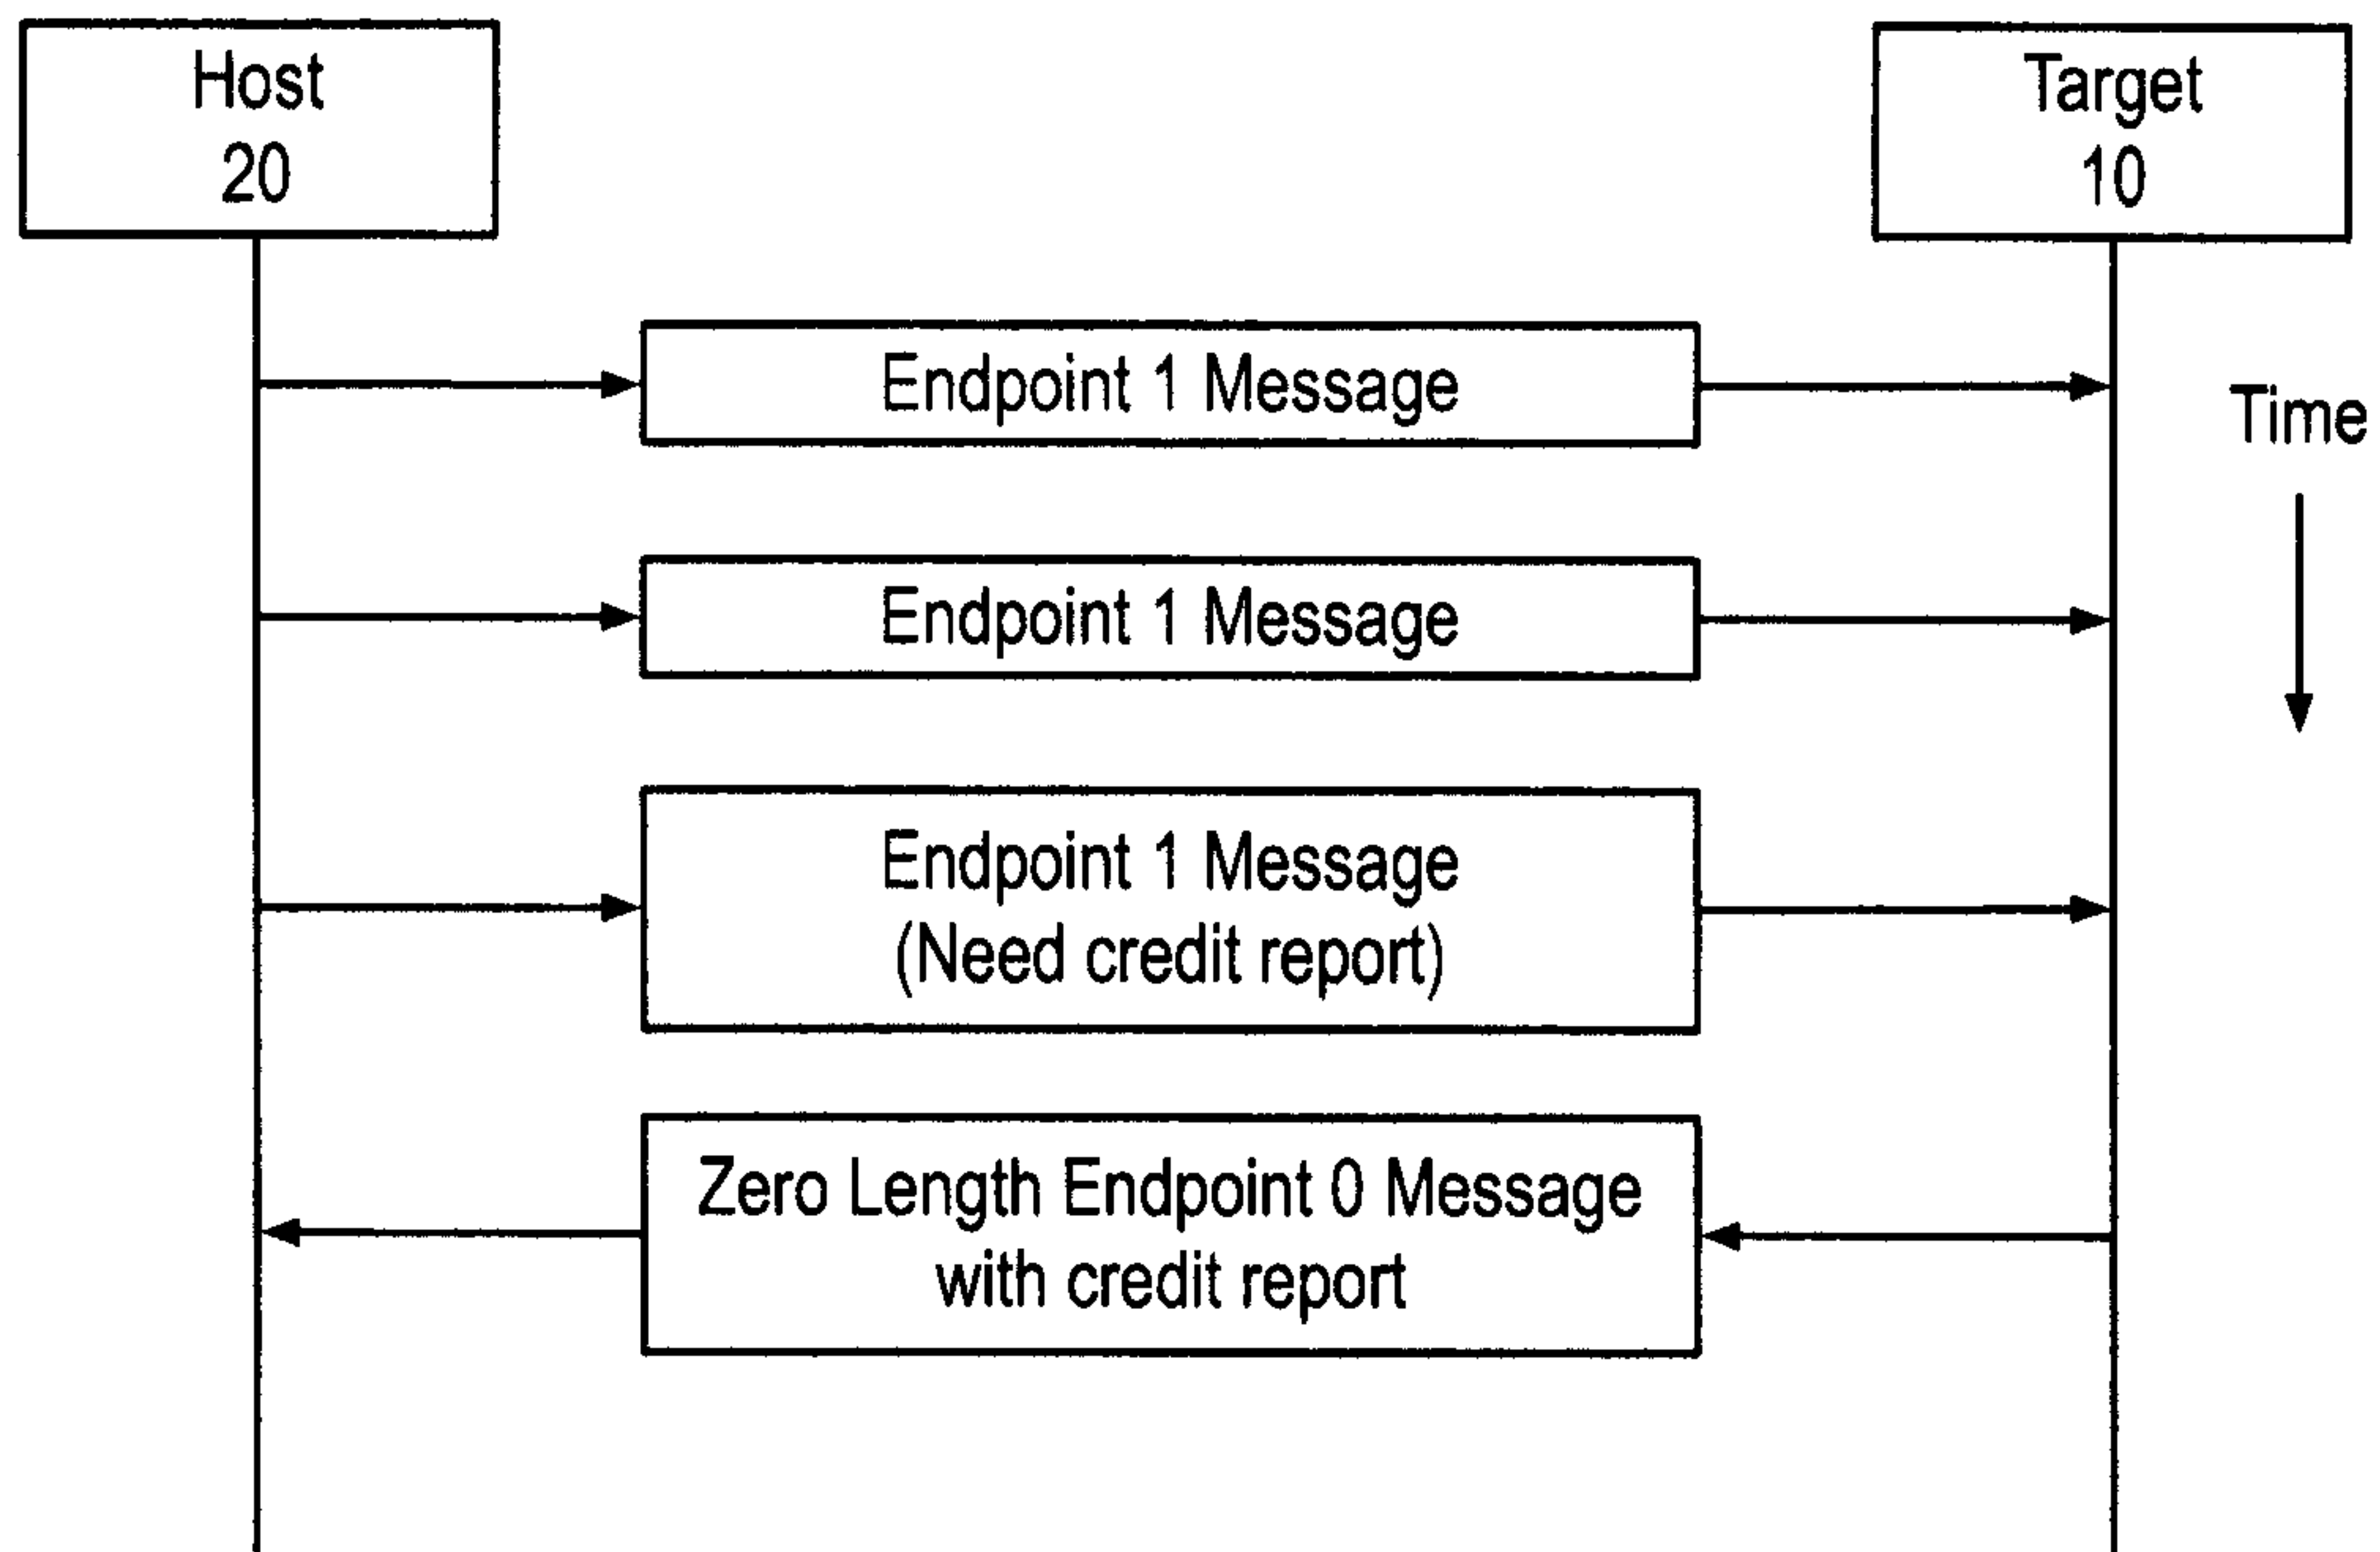 Host
20
Target
10
Endpoint 1 Message
Time
Endpoint 1 Message
Endpoint 1 Message
(Need credit report)
Zero Length Endpoint 0 Message
with credit report